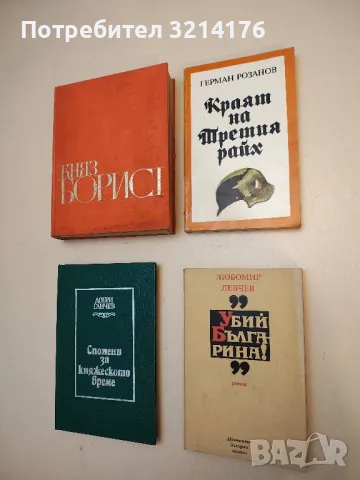 Потребител: 3214176
КНЯЗ
БОРИС I
ГЕРМАН РОЗАНОВ
Краят
на
Третия
райх
ДОБРИ
ГАНЧЕВ
Спомени
за
княжеското
време
ЛЮБОМИР
ЛЕВЧЕВ
„
УБИЙ
БЪЛГА
РИНА!
”
роман
bazar